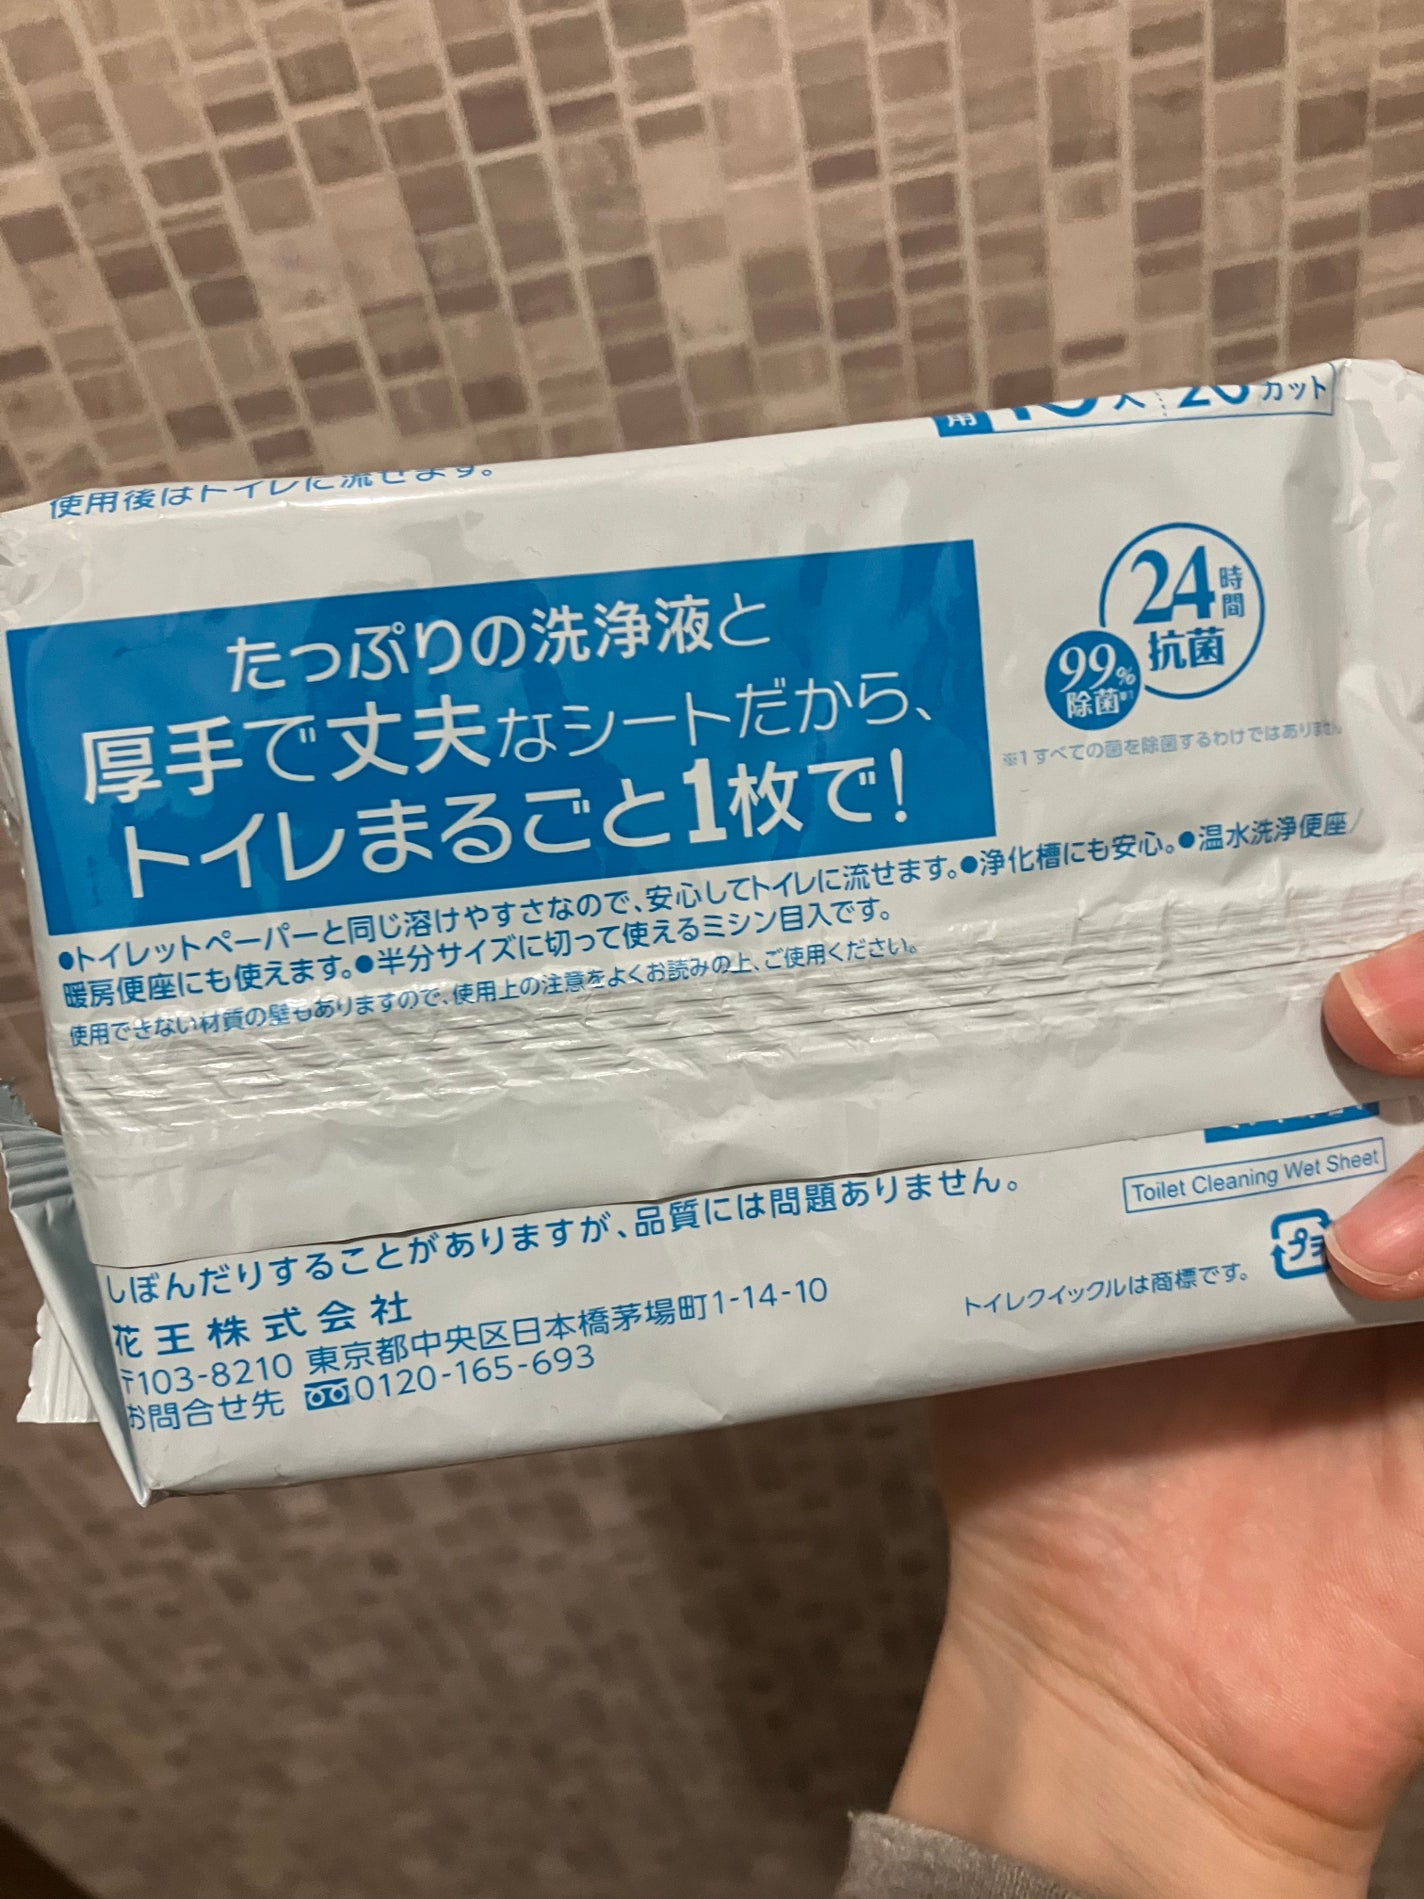 使用後はトイレに流せます。
カット
たっぷりの洗浄液と
厚手で丈夫なシートだから、
トイレまるごと1枚で!
24時間
抗菌
99%
除菌※1
※1すべての菌を除菌するわけではありません
●トイレットペーパーと同じ溶けやすさなので、安心してトイレに流せます。●浄化槽にも安心。●温水洗浄便座/
暖房便座にも使えます。●半分サイズに切って使えるミシン目入です。
使用できない材質の壁もありますので、使用上の注意をよくお読みの上、ご使用ください。
しぼんだりすることがありますが、品質には問題ありません。
Toilet Cleaning Wet Sheet
花王株式会社
〒103-8210 東京都中央区日本橋茅場町1-14-10
お問合せ先 0120-165-693
トイレクイックルは商標です。
プラ